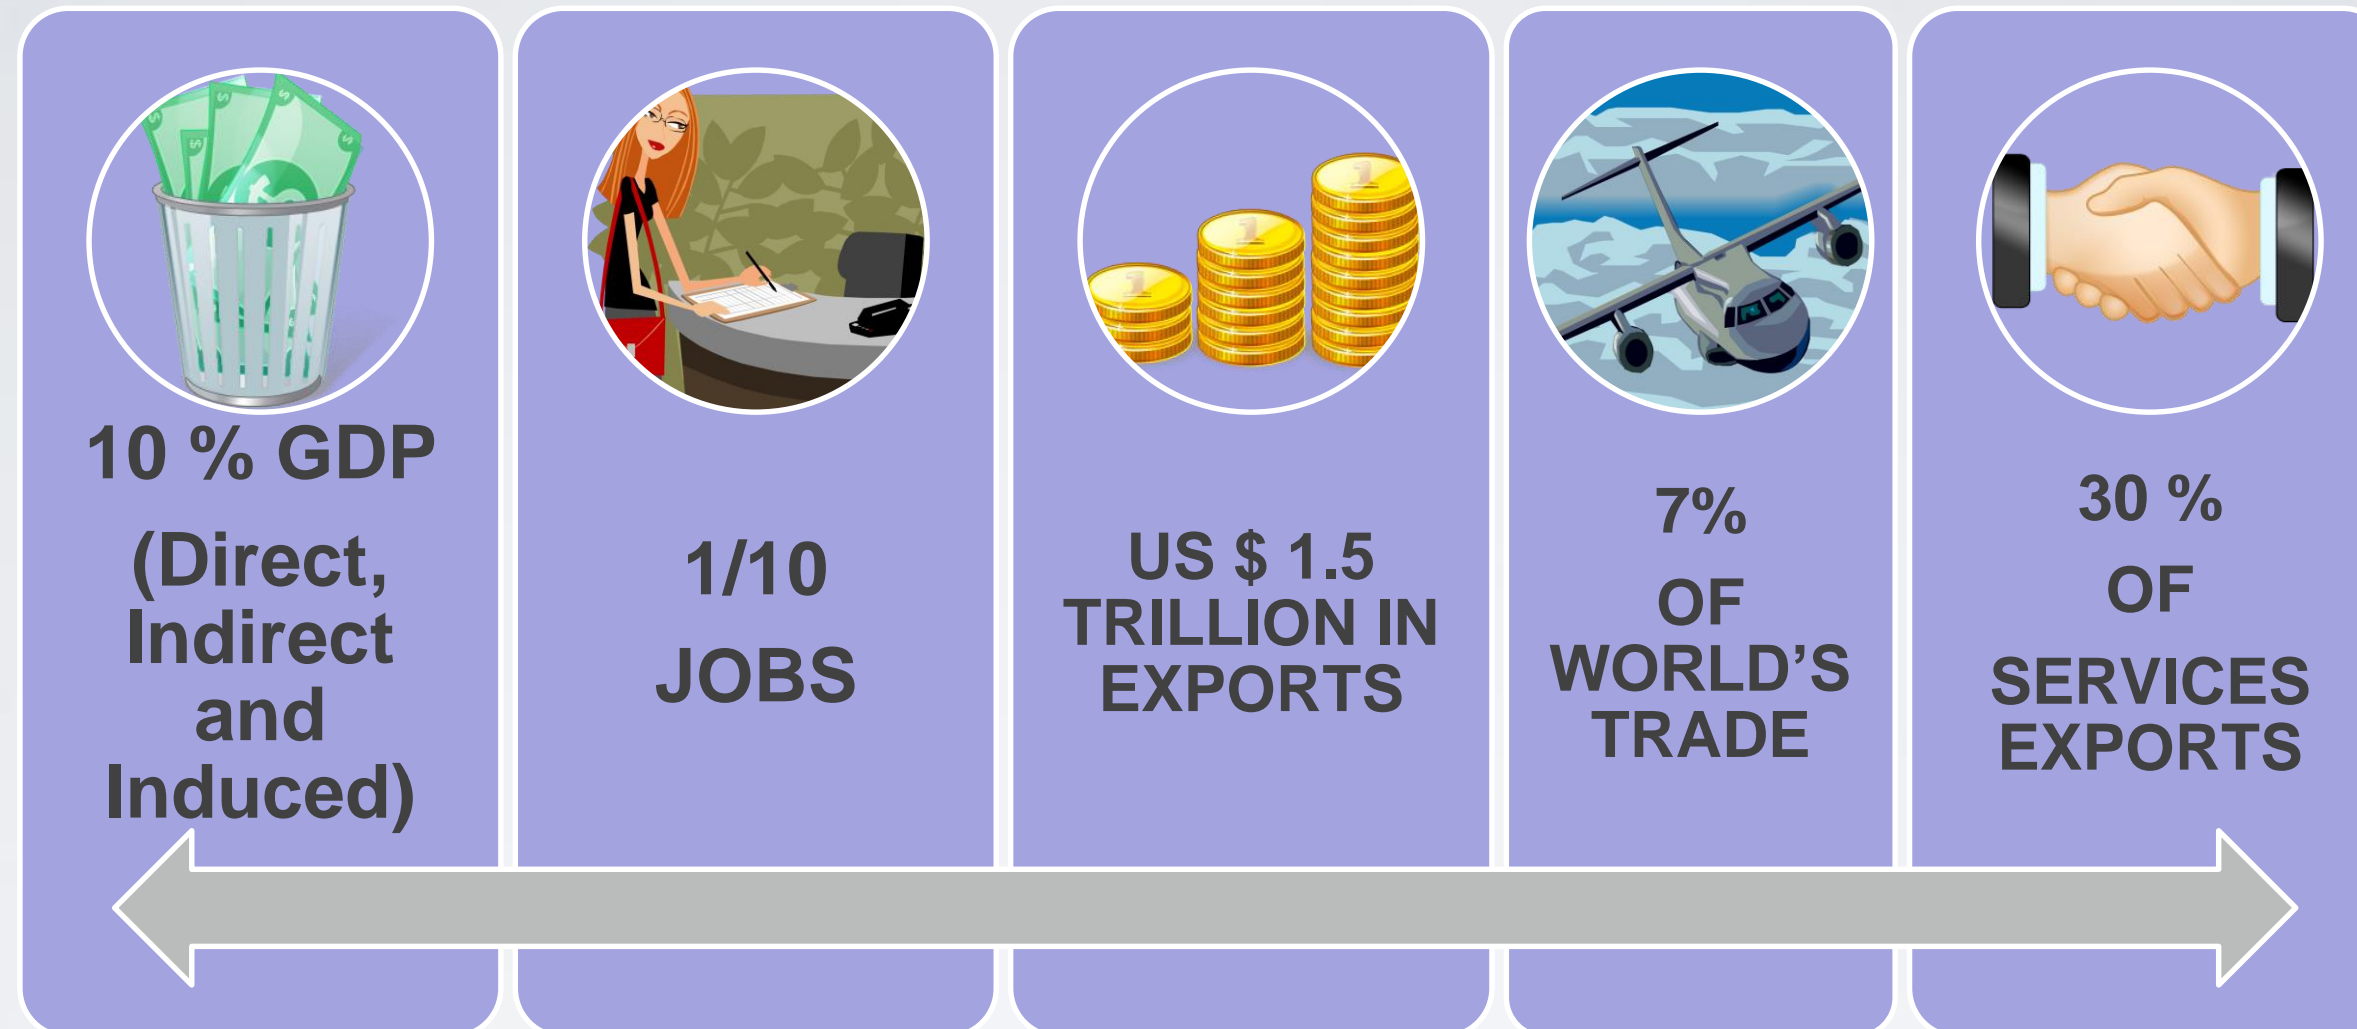 10 % GDP
(Direct,
Indirect
and
Induced)
1/10
JOBS
US $ 1.5
TRILLION IN
EXPORTS
7%
OF
WORLD’S
TRADE
30 %
OF
SERVICES
EXPORTS